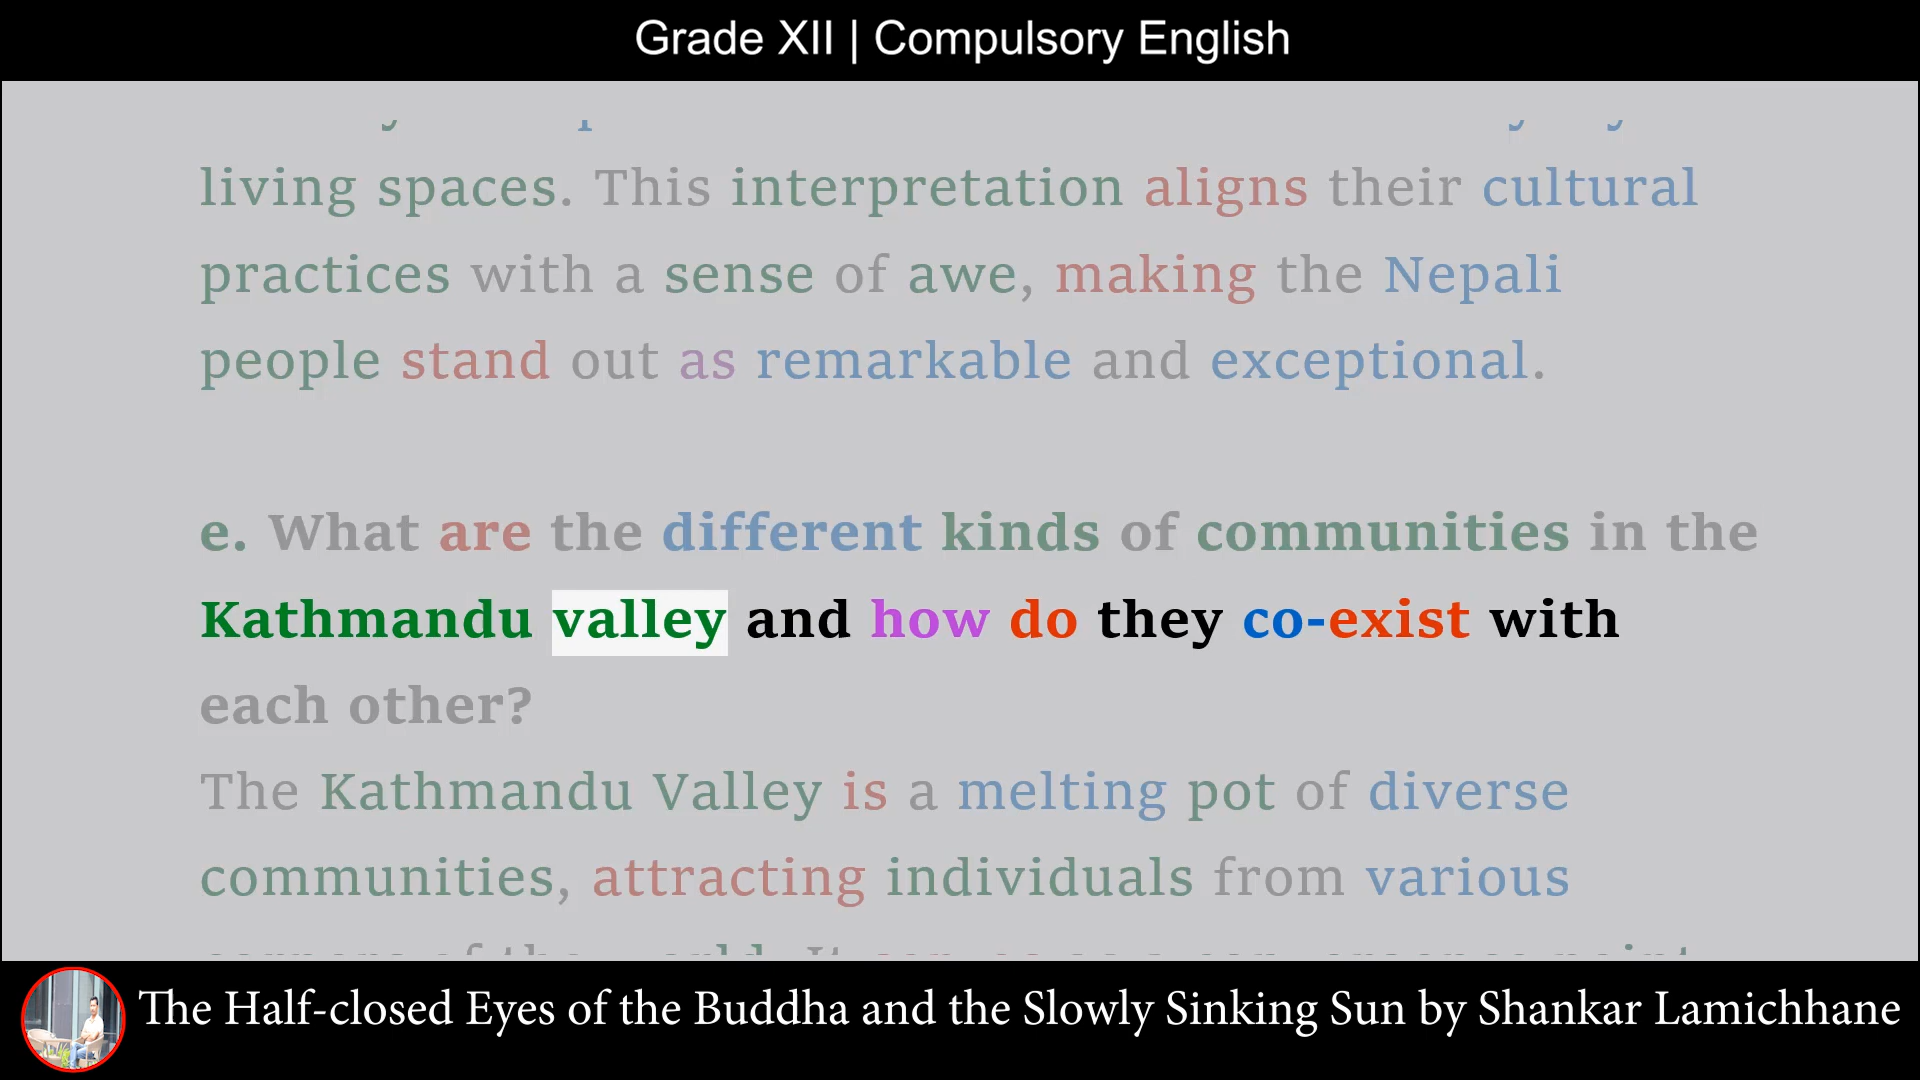 Grade XII | Compulsory English
living spaces. This interpretation aligns their cultural
practices with a sense of awe, making the Nepali
people stand out as remarkable and exceptional.
e. What are the different kinds of communities in the
Kathmandu valley and how do they co-exist with
each other?
The Kathmandu Valley is a melting pot of diverse
communities, attracting individuals from various
The Half-closed Eyes of the Buddha and the Slowly Sinking Sun by Shankar Lamichhane